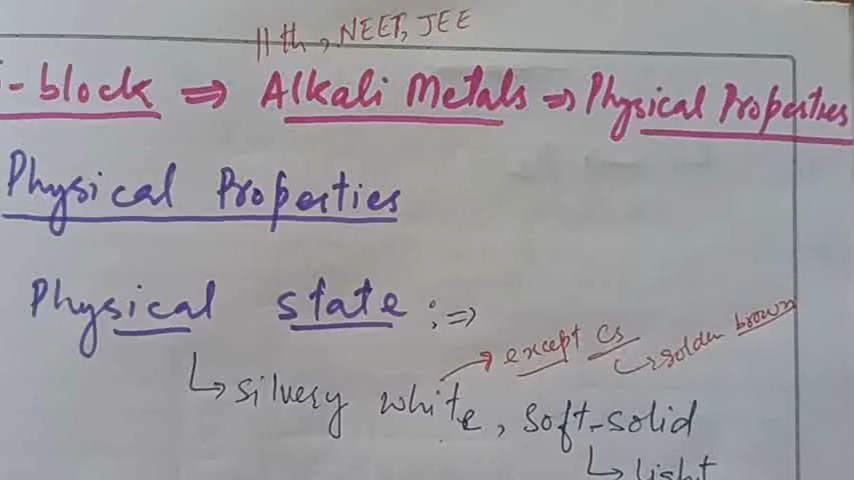 11th, NEET, JEE
-block ⇒ Alkali Metals ⇒ Physical Properties
Physical Properties
Physical state :⇒
except Cs
golden brown
silvery white, soft-solid
light